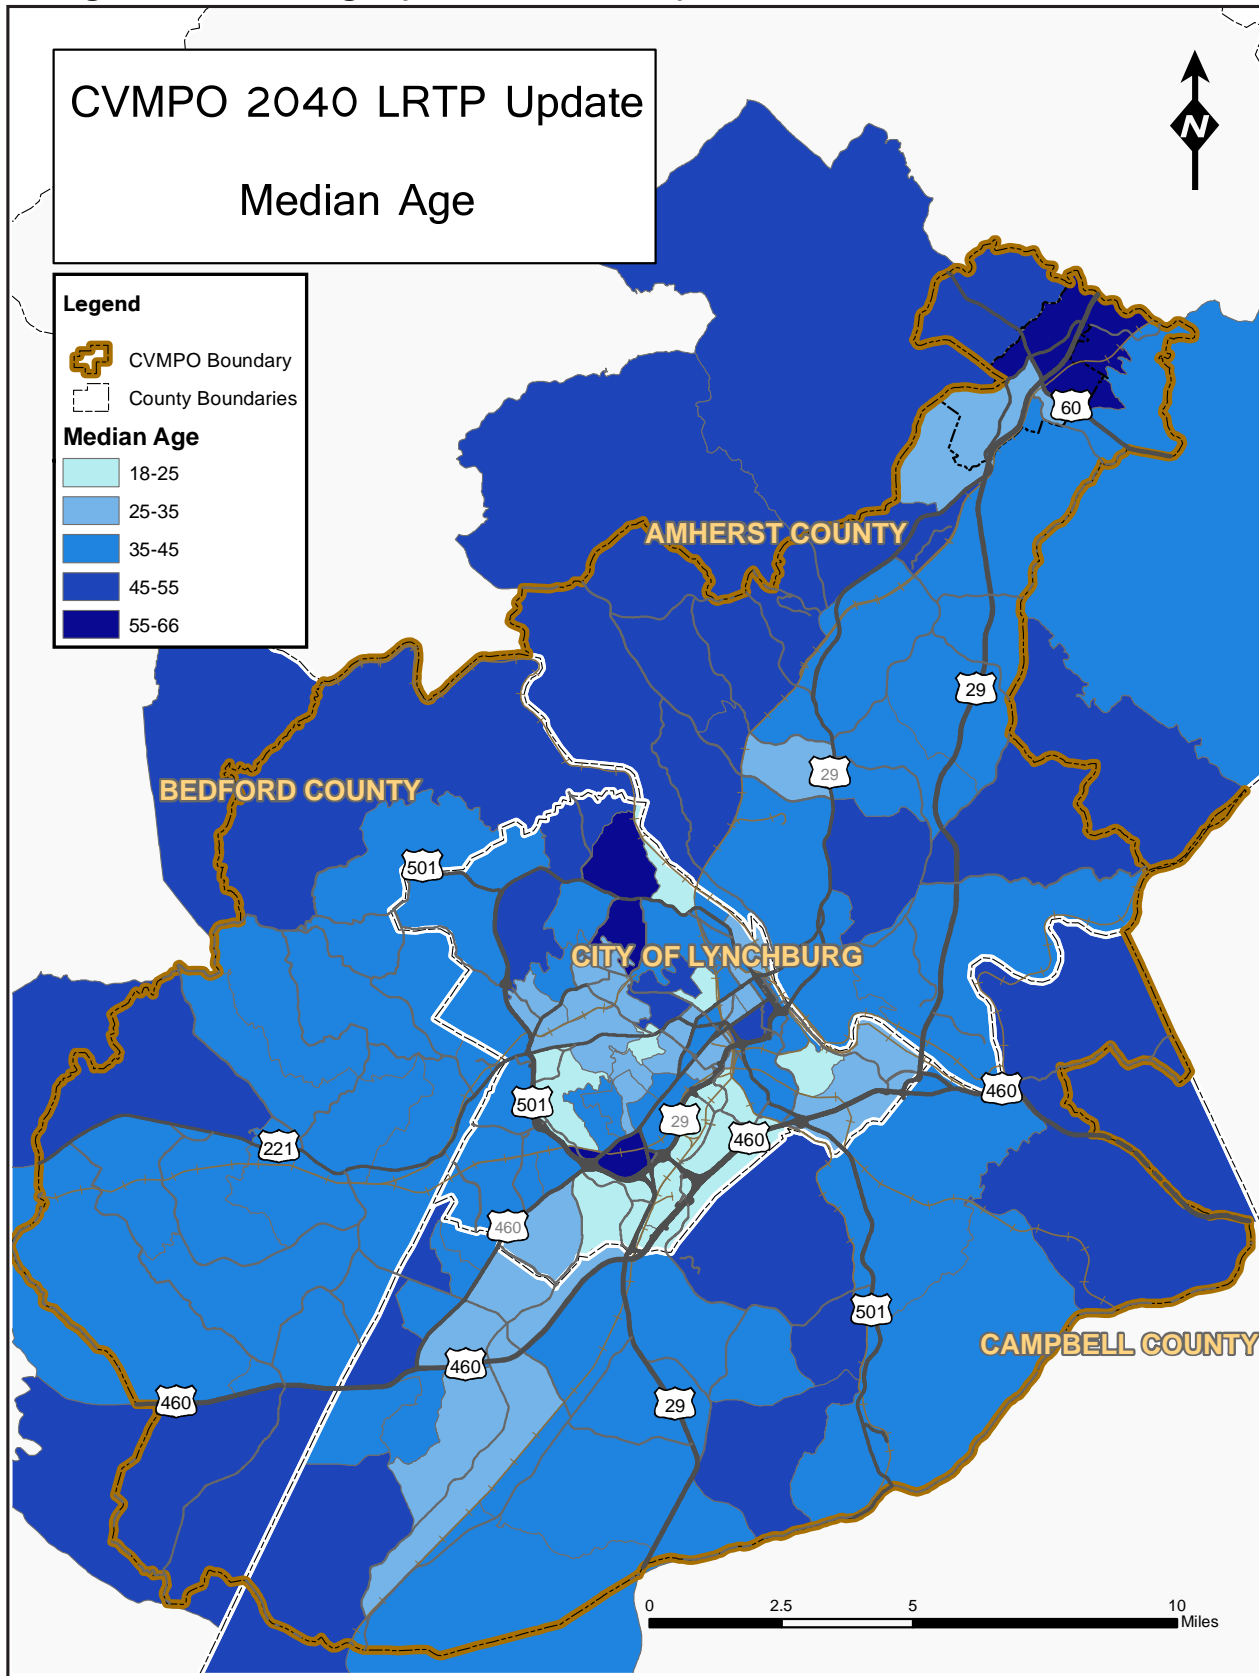 CVMPO 2040 LRTP Update
Median Age
N
Legend
CVMPO Boundary
County Boundaries
Median Age
18-25
25-35
35-45
45-55
55-66
60
AMHERST COUNTY
29
29
BEDFORD COUNTY
501
CITY OF LYNCHBURG
460
501
29
460
221
460
501
CAMPBELL COUNTY
460
460
29
0
2.5
5
10
Miles